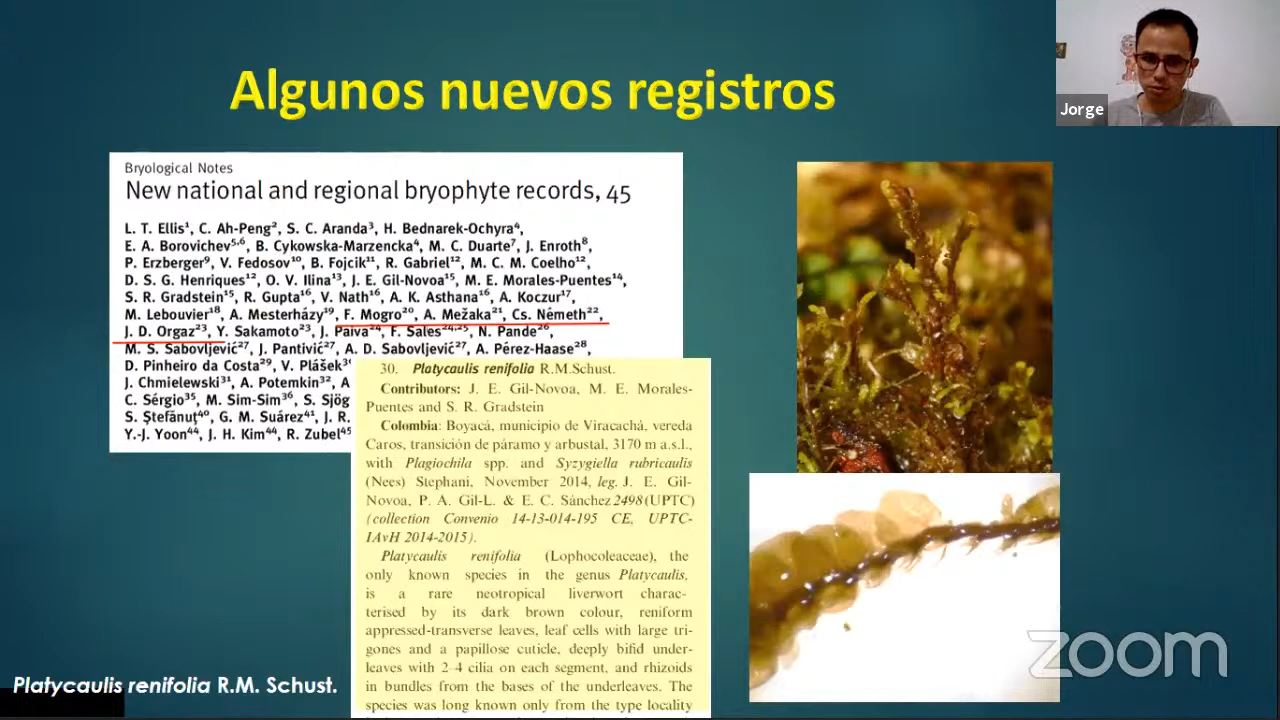 Algunos nuevos registros
Jorge
Bryological Notes
New national and regional bryophyte records, 45
L. T. Ellis¹, C. Ah-Peng², S. C. Aranda³, H. Bednarek-Ochyra⁴,
E. A. Borovichev⁵,⁶, B. Cykowska-Marzencka⁴, M. C. Duarte⁷, J. Enroth⁸,
P. Erzberger⁹, V. Fedosov¹⁰, B. Fojcik¹¹, R. Gabriel¹², M. C. M. Coelho¹²,
D. S. G. Henriques¹², O. V. Ilina¹³, J. E. Gil-Novoa¹⁵, M. E. Morales-Puentes¹⁴,
S. R. Gradstein¹⁵, R. Gupta¹⁶, V. Nath¹⁶, A. K. Asthana¹⁶, A. Koczur¹⁷,
M. Lebouvier¹⁸, A. Mesterházy¹⁹, F. Mogro²⁰, A. Mežaka²¹, Cs. Németh²²,
J. D. Orgaz²³, Y. Sakamoto²³, J. Paiva²⁴, F. Sales²⁴,²⁵, N. Pande²⁶,
M. S. Sabovljević²⁷, J. Pantivić²⁷, A. D. Sabovljević²⁷, A. Pérez-Haase²⁸,
D. Pinheiro da Costa²⁹, V. Plášek
J. Chmielewski³¹, A. Potemkin³², A
C. Sérgio³⁵, M. Sim-Sim³⁶, S. Sjög
S. Ştefănuţ⁴⁰, G. M. Suárez⁴¹, J. R.
Y.-J. Yoon⁴⁴, J. H. Kim⁴⁴, R. Zubel⁴⁵
30. Platycaulis renifolia R.M.Schust.
Contributors: J. E. Gil-Novoa, M. E. Morales-
Puentes and S. R. Gradstein
Colombia: Boyacá, municipio de Viracachá, vereda
Caros, transición de páramo y arbustal, 3170 m a.s.l.,
with Plagiochila spp. and Syzygiella rubricaulis
(Nees) Stephani, November 2014, leg. J. E. Gil-
Novoa, P. A. Gil-L. & E. C. Sánchez 2498 (UPTC)
(collection Convenio 14-13-014-195 CE, UPTC-
IAvH 2014-2015).
Platycaulis renifolia (Lophocoleaceae), the
only known species in the genus Platycaulis,
is a rare neotropical liverwort charac-
terised by its dark brown colour, reniform
appressed-transverse leaves, leaf cells with large tri-
gones and a papillose cuticle, deeply bifid under-
leaves with 2–4 cilia on each segment, and rhizoids
in bundles from the bases of the underleaves. The
species was long known only from the type locality
Platycaulis renifolia R.M. Schust.
zoom